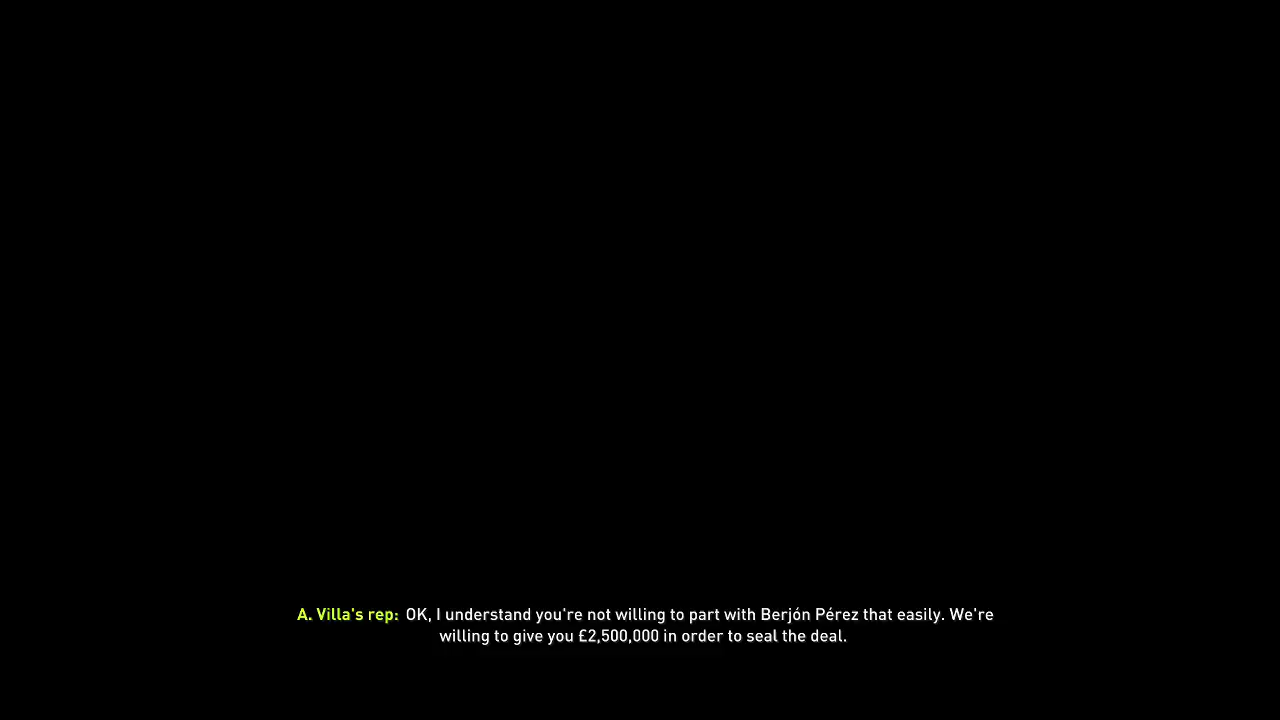 A. Villa's rep: OK, I understand you're not willing to part with Berjón Pérez that easily. We're
willing to give you £2,500,000 in order to seal the deal.